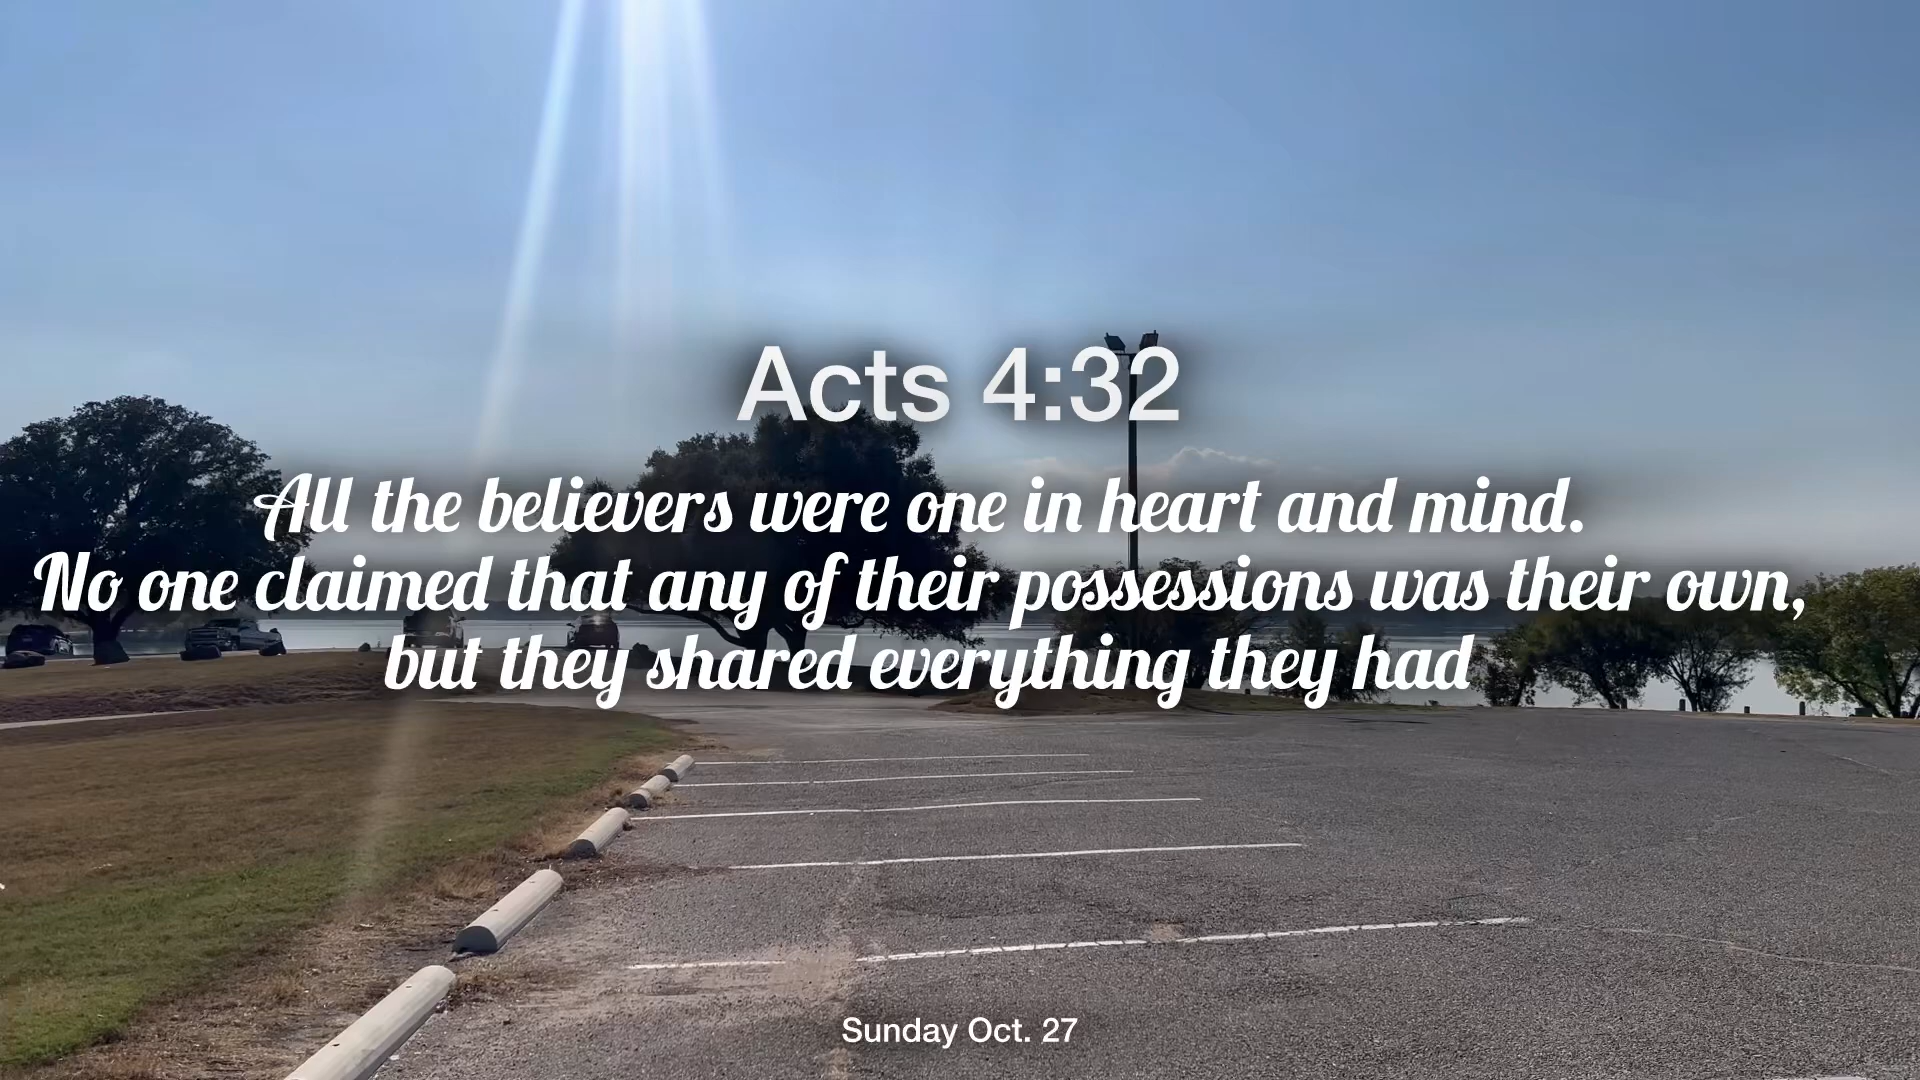 Acts 4:32
All the believers were one in heart and mind.
No one claimed that any of their possessions was their own,
but they shared everything they had
Sunday Oct. 27